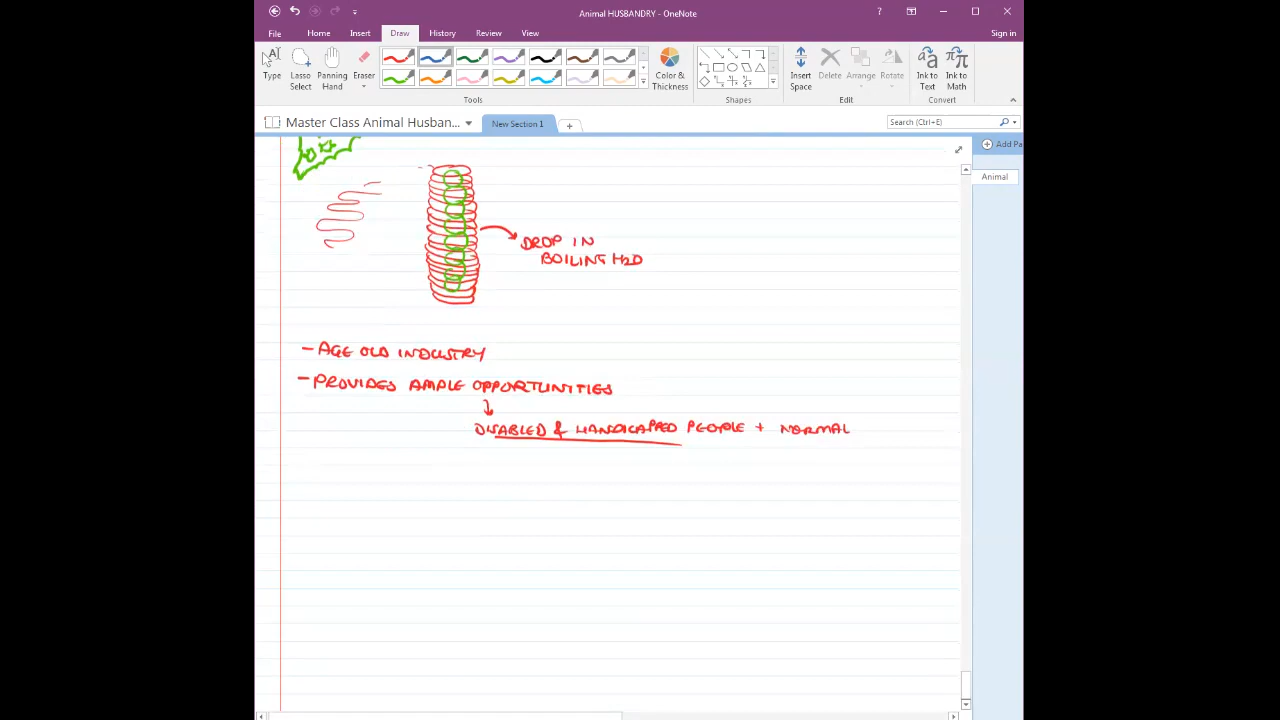 Animal HUSBANDRY - OneNote
? 
File Home Insert Draw History Review View Sign in
Type Lasso Select Panning Hand Eraser Color & Thickness Insert Space Delete Arrange Rotate Ink to Text Ink to Math
Tools Shapes Edit Convert
Master Class Animal Husban... New Section 1 + Search (Ctrl+E)
Add Pa
Animal
DROP IN
BOILING H2O
- AGE OLD INDUSTRY
- PROVIDES AMPLE OPPORTUNITIES
DISABLED & HANDICAPPED PEOPLE + NORMAL